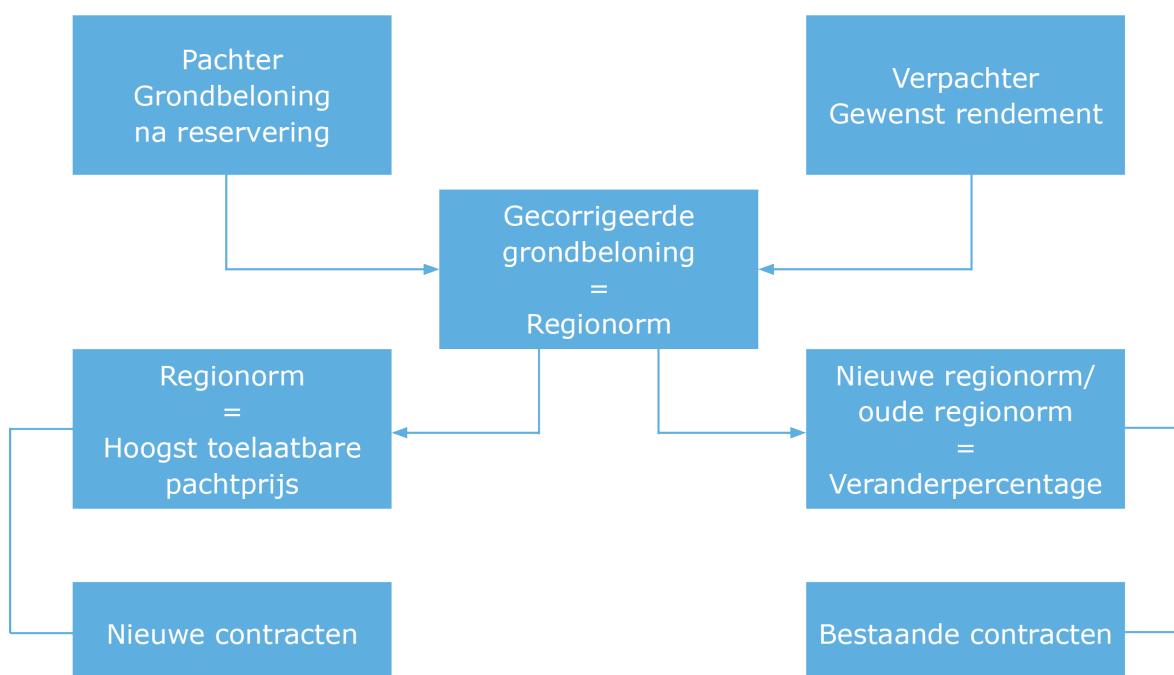 Pachter
Grondbeloning
na reservering
Verpachter
Gewenst rendement
Gecorrigeerde
grondbeloning
=
Regionorm
Regionorm
=
Hoogst toelaatbare
pachtprijs
Nieuwe regionorm/
oude regionorm
=
Veranderpercentage
Nieuwe contracten
Bestaande contracten